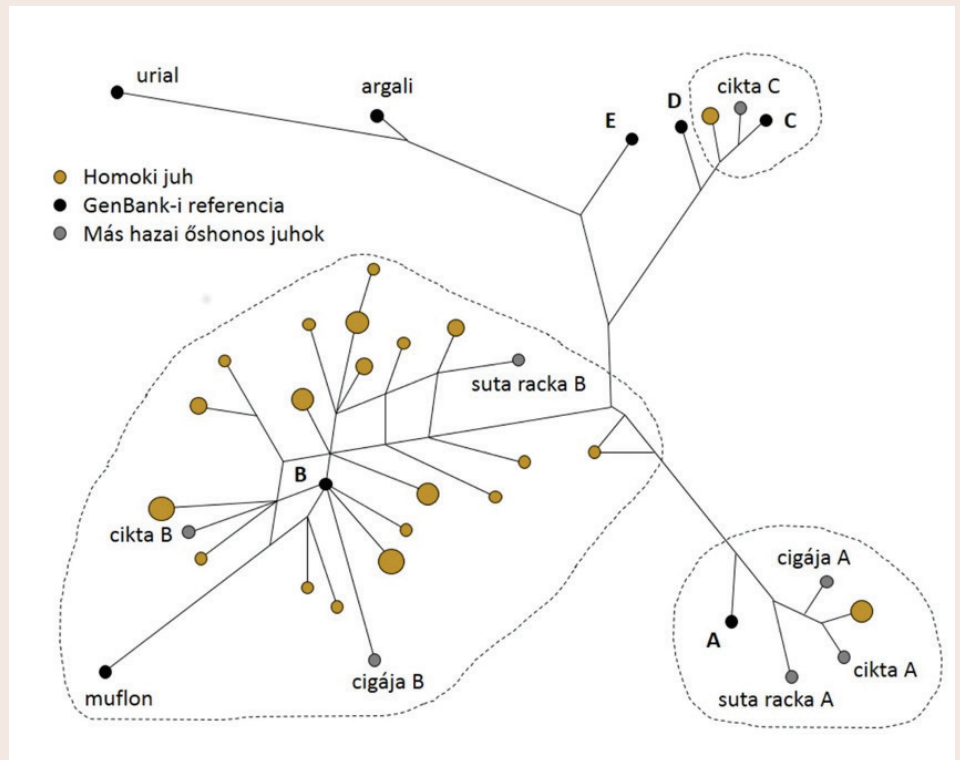 urial
argali
E
D
cikta C
C
Homoki juh
GenBank-i referencia
Más hazai őshonos juhok
suta racka B
B
cikta B
muflon
cigája B
cigája A
A
cikta A
suta racka A